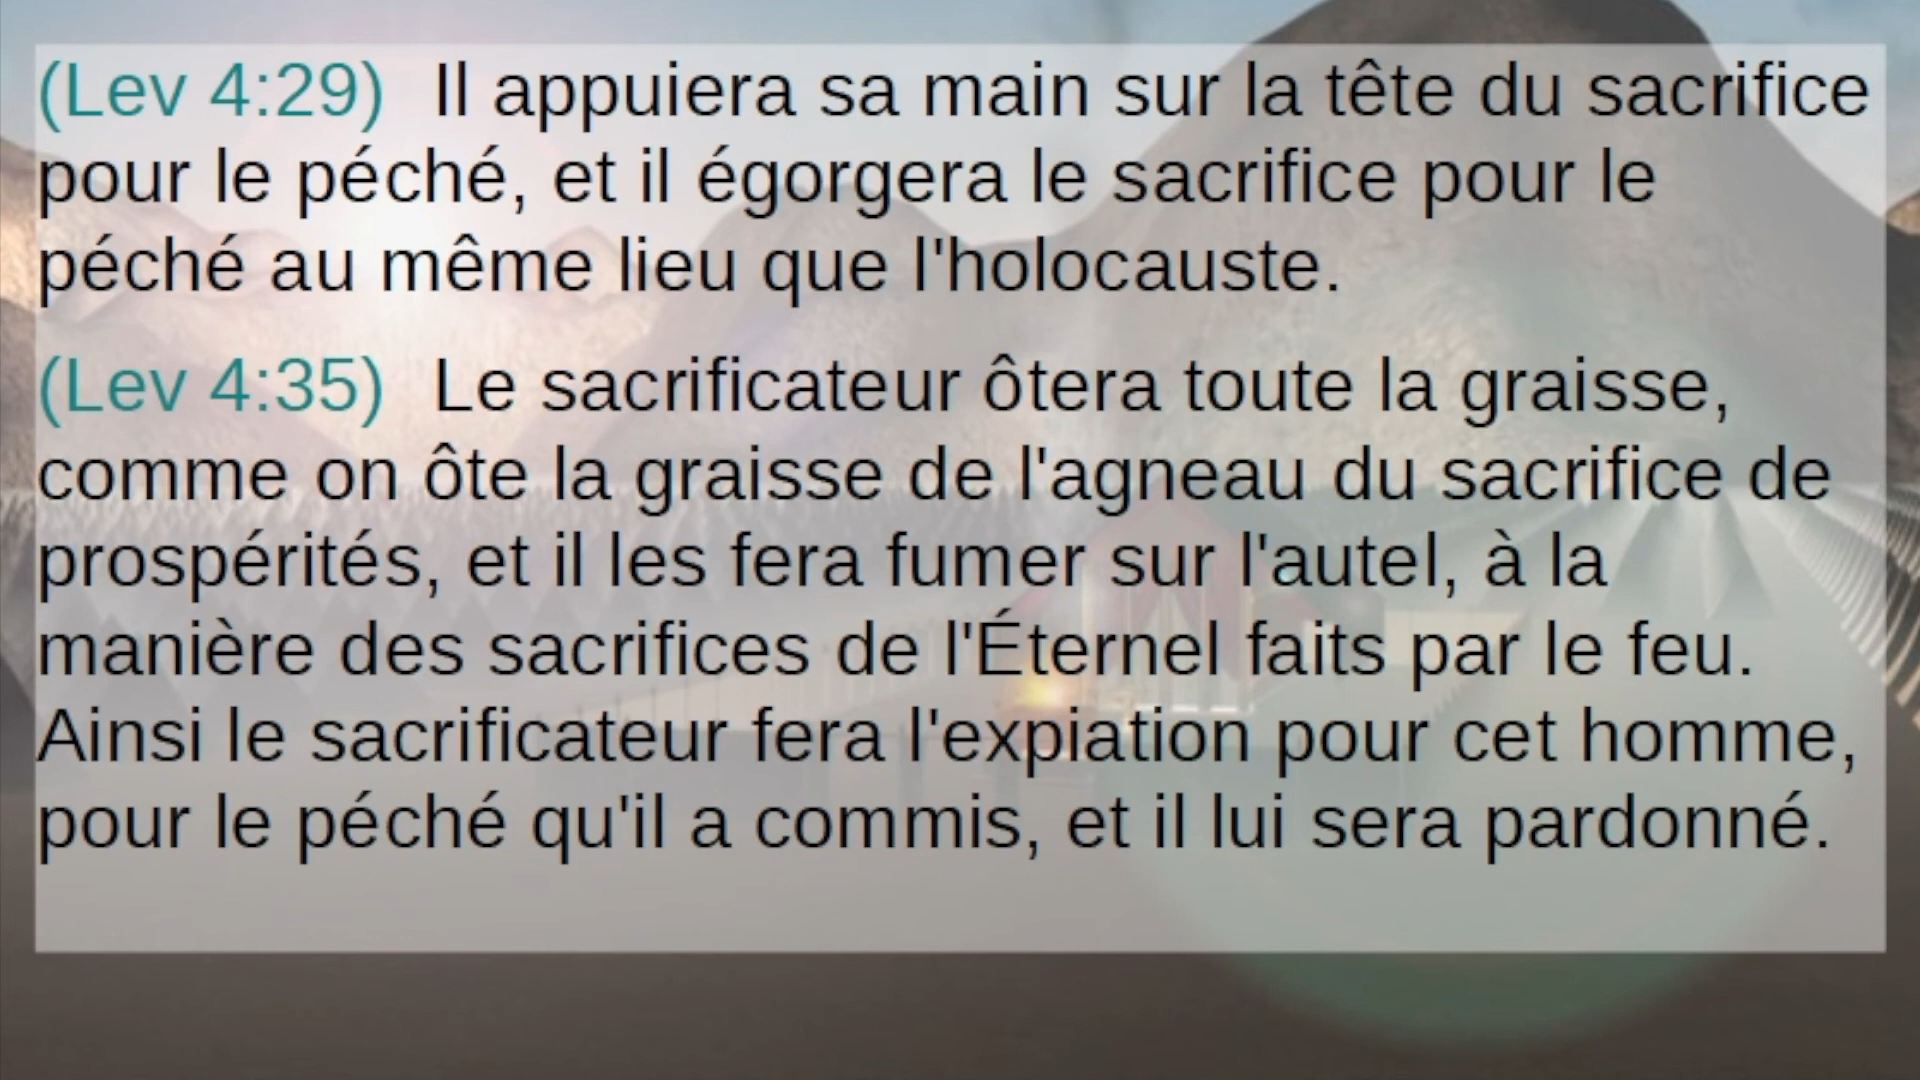 (Lev 4:29)  Il appuiera sa main sur la tête du sacrifice
pour le péché, et il égorgera le sacrifice pour le
péché au même lieu que l'holocauste.
(Lev 4:35)  Le sacrificateur ôtera toute la graisse,
comme on ôte la graisse de l'agneau du sacrifice de
prospérités, et il les fera fumer sur l'autel, à la
manière des sacrifices de l'Éternel faits par le feu.
Ainsi le sacrificateur fera l'expiation pour cet homme,
pour le péché qu'il a commis, et il lui sera pardonné.